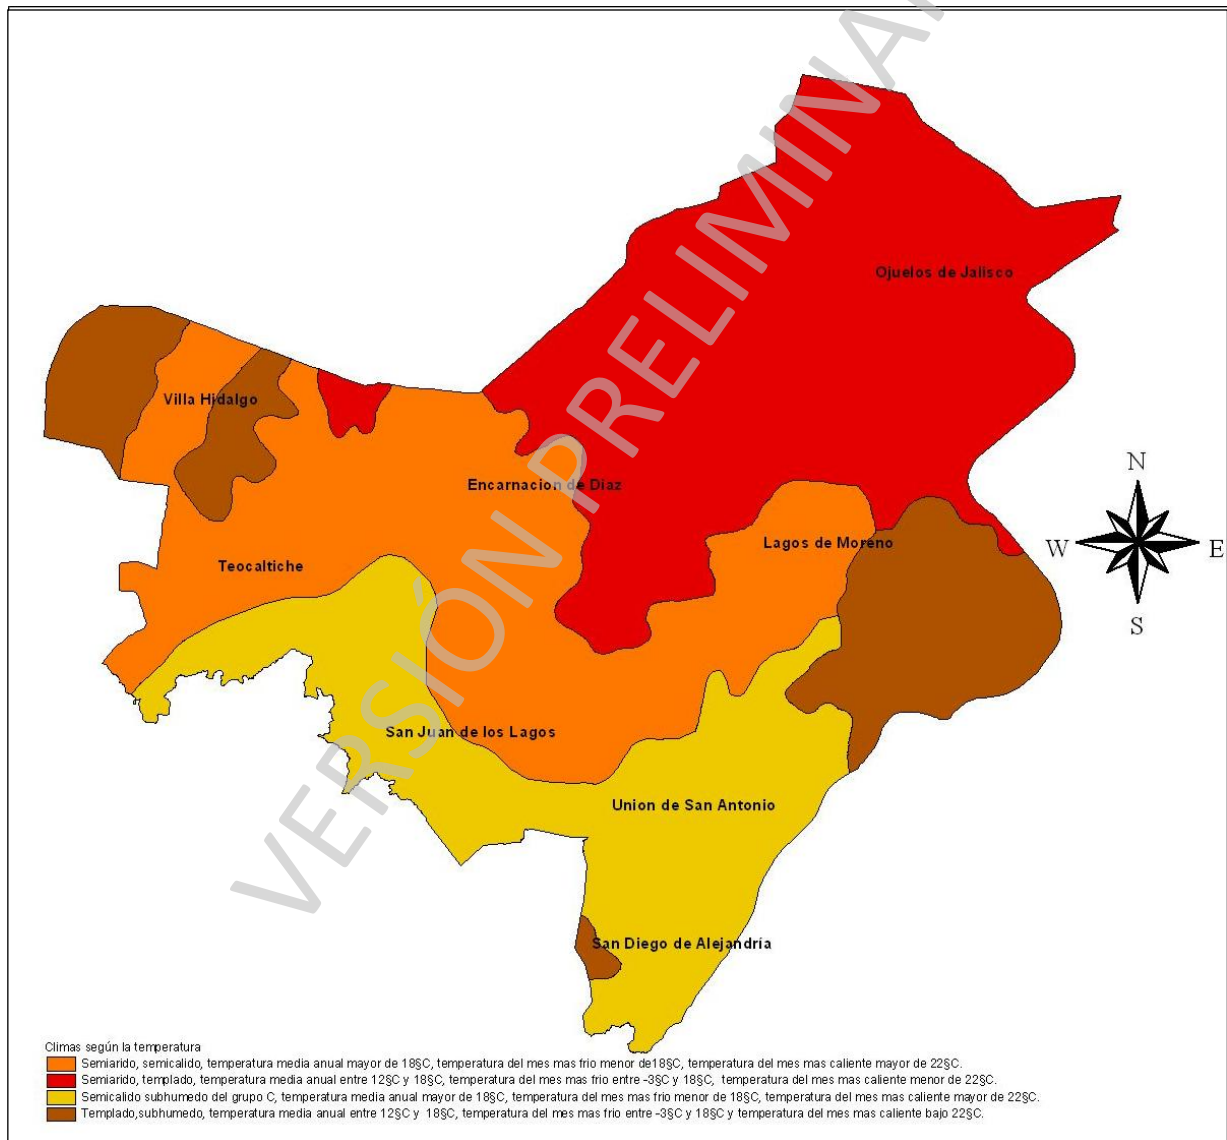 VERSIÓN PRELIMINAR
Ojuelos de Jalisco
Villa Hidalgo
Encarnacion de Diaz
Lagos de Moreno
Teocaltiche
San Juan de los Lagos
Union de San Antonio
San Diego de Alejandría
N
W
E
S
Climas según la temperatura
Semiarido, semicalido, temperatura media anual mayor de 18§C, temperatura del mes mas frio menor de18§C, temperatura del mes mas caliente mayor de 22§C.
Semiarido, templado, temperatura media anual entre 12§C y 18§C, temperatura del mes mas frio entre -3§C y 18§C, temperatura del mes mas caliente menor de 22§C.
Semicalido subhumedo del grupo C, temperatura media anual mayor de 18§C, temperatura del mes mas frio menor de 18§C, temperatura del mes mas caliente mayor de 22§C.
Templado,subhumedo, temperatura media anual entre 12§C y 18§C, temperatura del mes mas frio entre -3§C y 18§C y temperatura del mes mas caliente bajo 22§C.